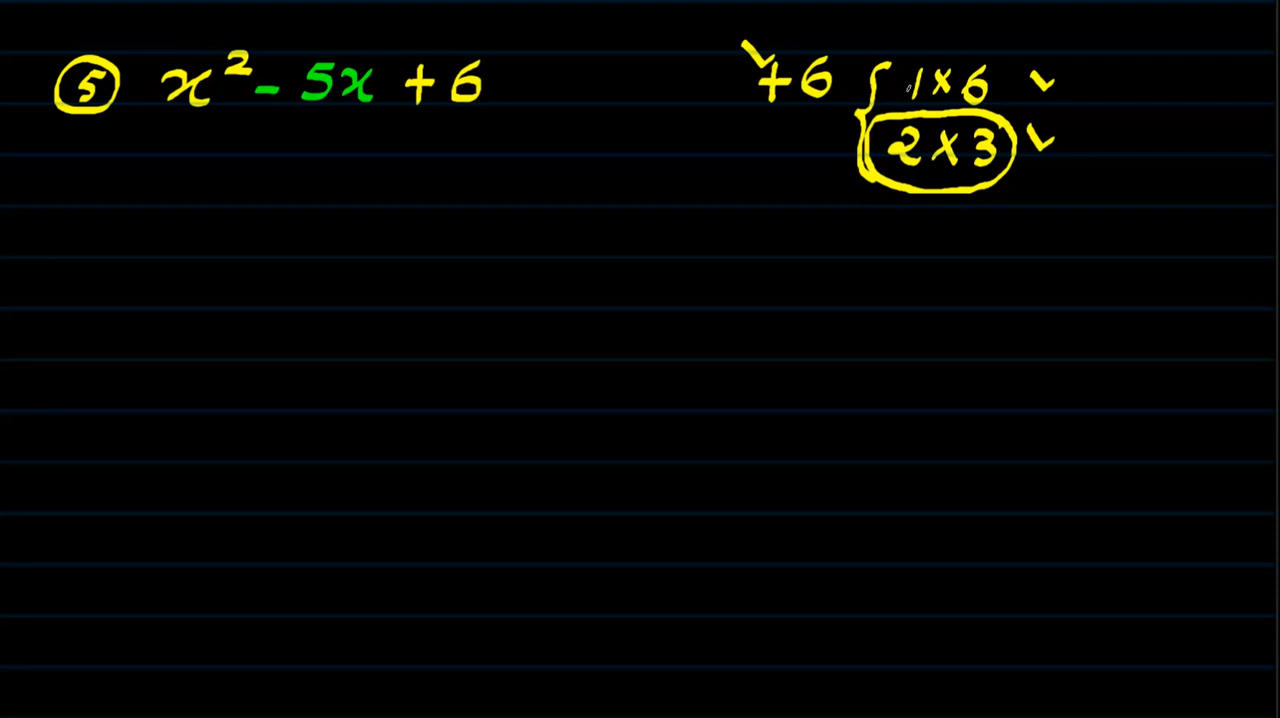 ⑤ x² - 5x + 6
+6 { 1 × 6 ✓
2 × 3 ✓